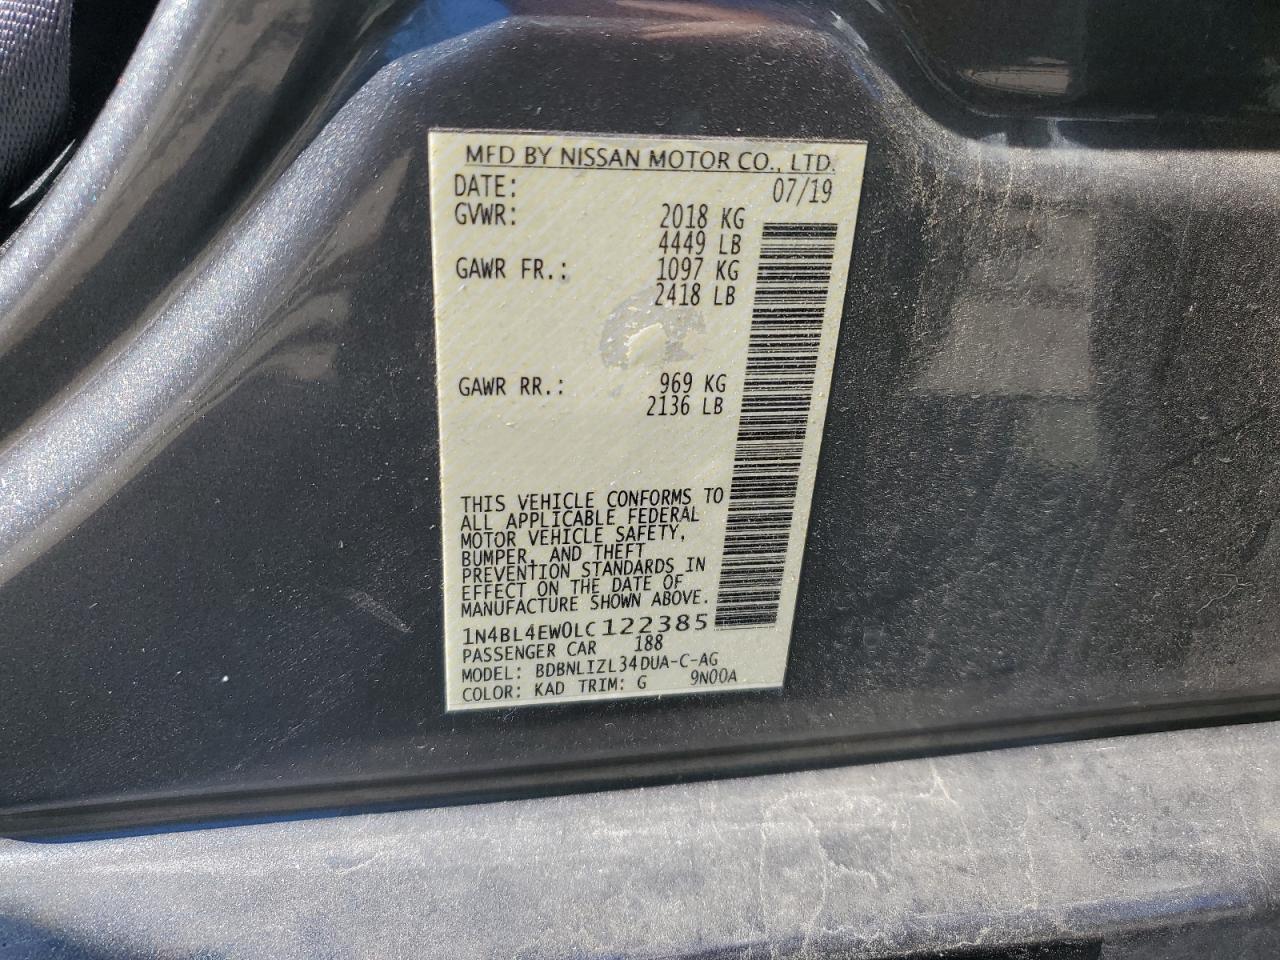 MFD BY NISSAN MOTOR CO., LTD.
DATE: 07/19
GVWR: 2018 KG
4449 LB
GAWR FR.: 1097 KG
2418 LB
GAWR RR.: 969 KG
2136 LB
THIS VEHICLE CONFORMS TO
ALL APPLICABLE FEDERAL
MOTOR VEHICLE SAFETY,
BUMPER, AND THEFT
PREVENTION STANDARDS IN
EFFECT ON THE DATE OF
MANUFACTURE SHOWN ABOVE.
1N4BL4EW0LC122385
PASSENGER CAR 188
MODEL: BDBNLIZL34DUA-C-AG
COLOR: KAD TRIM: G 9N00A